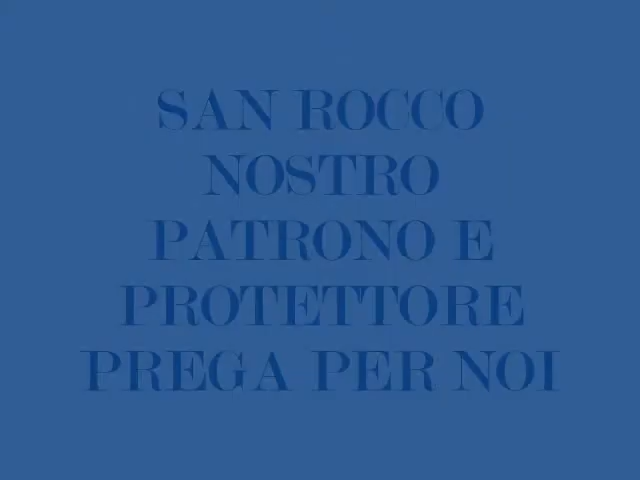 SAN ROCCO
NOSTRO
PATRONO E
PROTETTORE
PREGA PER NOI